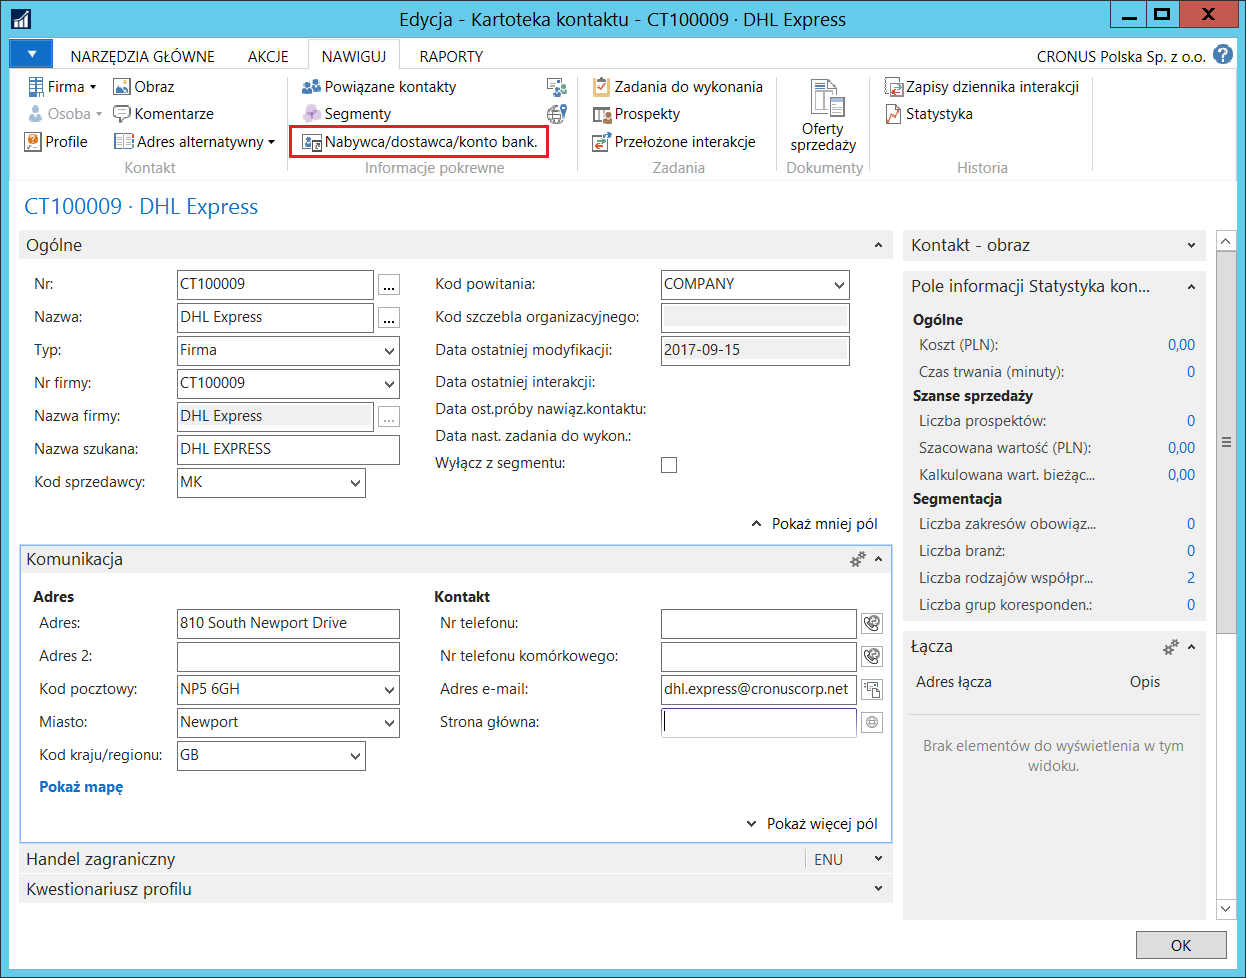 Edycja - Kartoteka kontaktu - CT100009 · DHL Express
NARZĘDZIA GŁÓWNE AKCJE NAWIGUJ RAPORTY CRONUS Polska Sp. z o.o. ?
Firma Obraz
Osoba Komentarze
Profile Adres alternatywny
Kontakt
Powiązane kontakty
Segmenty
Nabywca/dostawca/konto bank.
Informacje pokrewne
Zadania do wykonania
Prospekty
Przełożone interakcje
Zadania
Oferty
sprzedaży
Dokumenty
Zapisy dziennika interakcji
Statystyka
Historia
CT100009 · DHL Express
Ogólne
Nr: CT100009 ...
Nazwa: DHL Express ...
Typ: Firma
Nr firmy: CT100009
Nazwa firmy: DHL Express ...
Nazwa szukana: DHL EXPRESS
Kod sprzedawcy: MK
Kod powitania: COMPANY
Kod szczebla organizacyjnego:
Data ostatniej modyfikacji: 2017-09-15
Data ostatniej interakcji:
Data ost.próby nawiąz.kontaktu:
Data nast. zadania do wykon.:
Wyłącz z segmentu:
Pokaż mniej pól
Komunikacja
Adres
Adres: 810 South Newport Drive
Adres 2:
Kod pocztowy: NP5 6GH
Miasto: Newport
Kod kraju/regionu: GB
Pokaż mapę
Kontakt
Nr telefonu:
Nr telefonu komórkowego:
Adres e-mail: dhl.express@cronuscorp.net
Strona główna:
Pokaż więcej pól
Handel zagraniczny ENU
Kwestionariusz profilu
Kontakt - obraz
Pole informacji Statystyka kon...
Ogólne
Koszt (PLN): 0,00
Czas trwania (minuty): 0
Szanse sprzedaży
Liczba prospektów: 0
Szacowana wartość (PLN): 0,00
Kalkulowana wart. bieżąc... 0,00
Segmentacja
Liczba zakresów obowiąz... 0
Liczba branż: 0
Liczba rodzajów współpr... 2
Liczba grup koresponden.: 0
Łącza
Adres łącza Opis
Brak elementów do wyświetlenia w tym
widoku.
OK